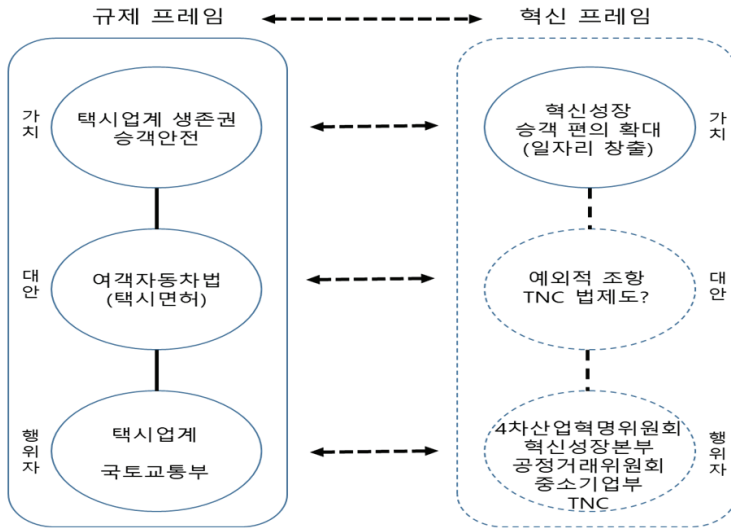 규제 프레임
혁신 프레임
가치
택시업계 생존권
승객안전
혁신성장
승객 편의 확대
(일자리 창출)
가치
대안
여객자동차법
(택시면허)
예외적 조항
TNC 법제도?
대안
행위자
택시업계
국토교통부
4차산업혁명위원회
혁신성장본부
공정거래위원회
중소기업부
TNC
행위자